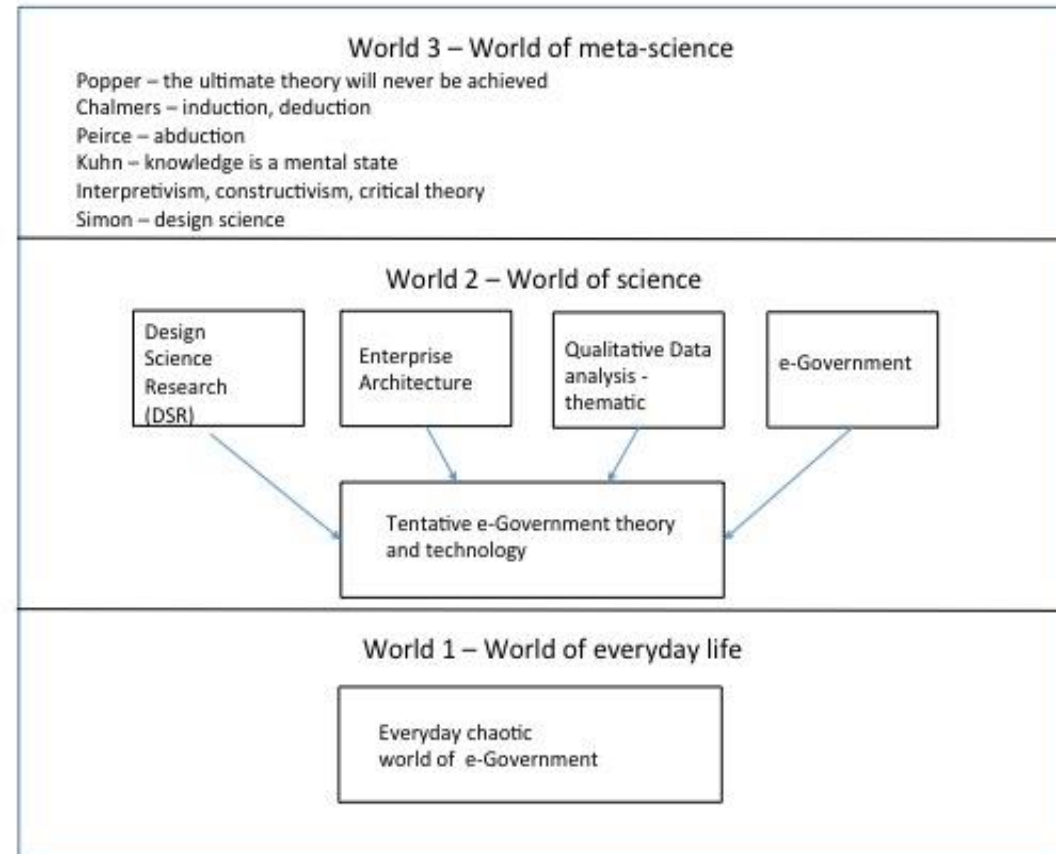 World 3 – World of meta-science
Popper – the ultimate theory will never be achieved
Chalmers – induction, deduction
Peirce – abduction
Kuhn – knowledge is a mental state
Interpretivism, constructivism, critical theory
Simon – design science
World 2 – World of science
Design
Science
Research
(DSR)
Enterprise
Architecture
Qualitative Data
analysis -
thematic
e-Government
Tentative e-Government theory
and technology
World 1 – World of everyday life
Everyday chaotic
world of e-Government